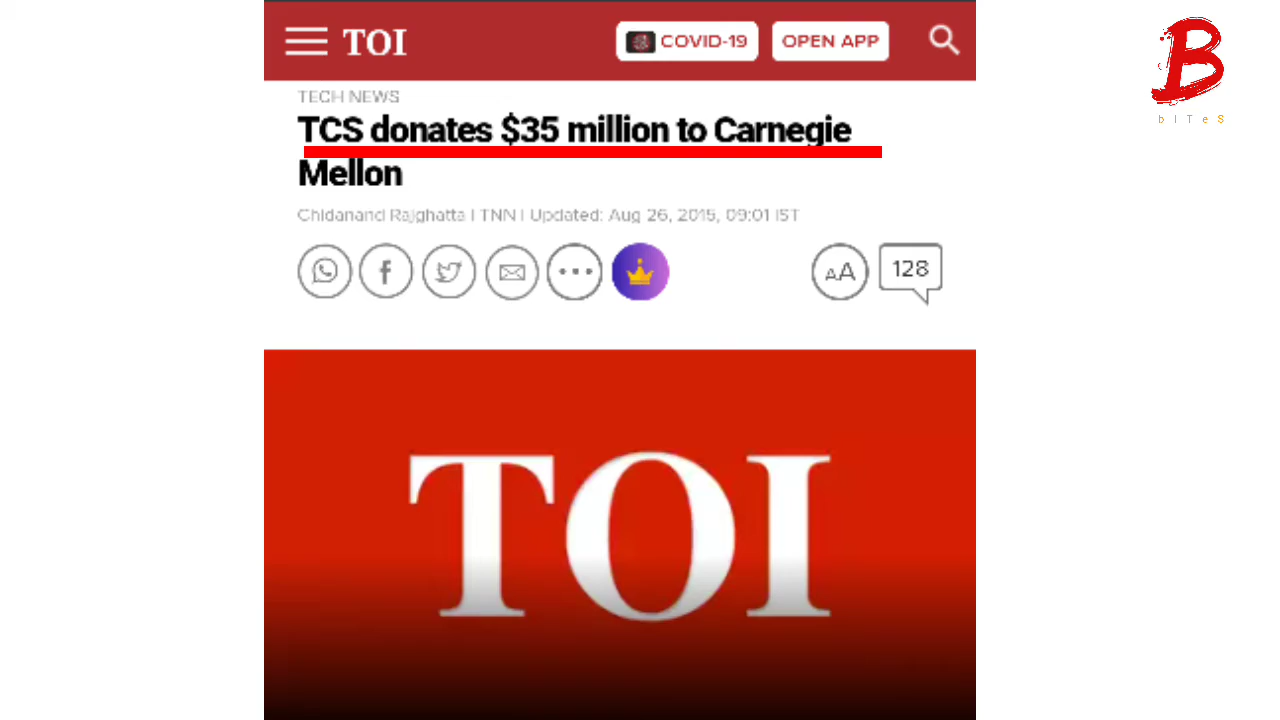 TOI
COVID-19
OPEN APP
B
bITeS
TECH NEWS
TCS donates $35 million to Carnegie
Mellon
Chidanand Rajghatta | TNN | Updated: Aug 26, 2015, 09:01 IST
AA
128
TOI